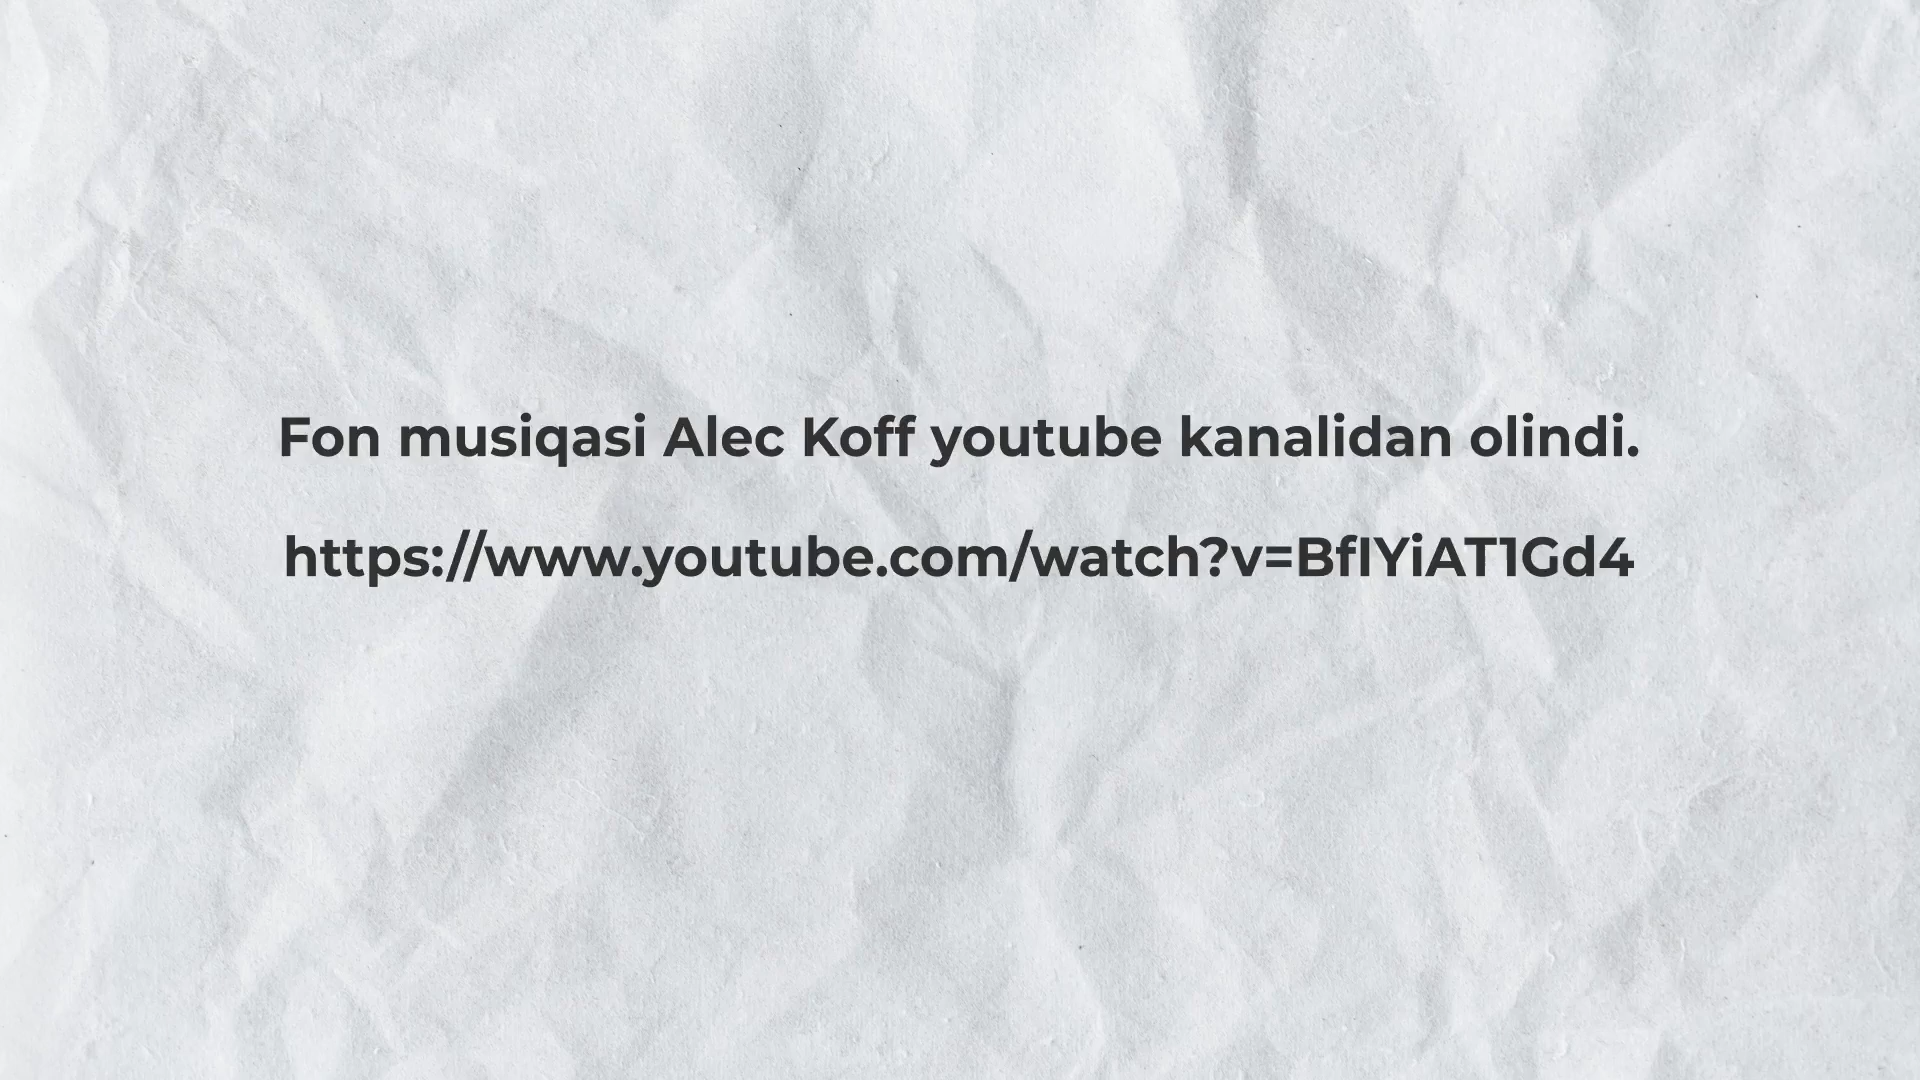 Fon musiqasi Alec Koff youtube kanalidan olindi.
https://www.youtube.com/watch?v=BfIYiAT1Gd4